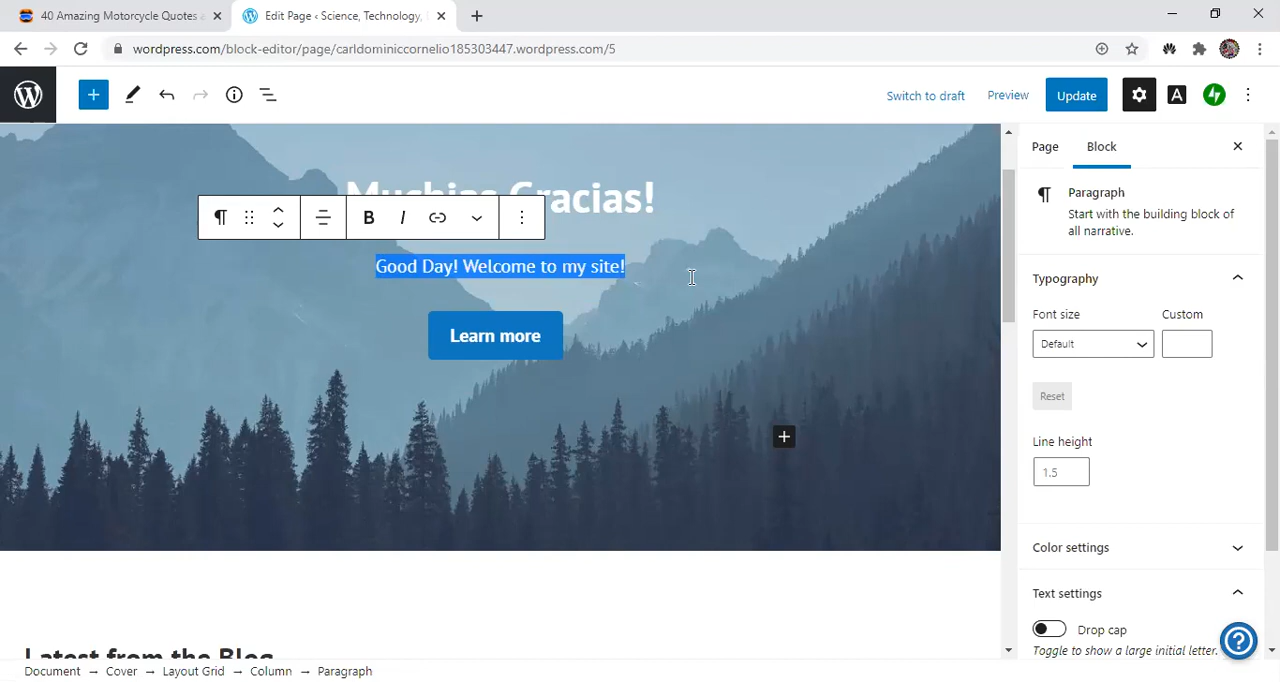 40 Amazing Motorcycle Quotes
Edit Page ‹ Science, Technology,
wordpress.com/block-editor/page/carldominiccornelio185303447.wordpress.com/5
Switch to draft
Preview
Update
Page
Block
Paragraph
Start with the building block of
all narrative.
Muchias Gracias!
B I
Good Day! Welcome to my site!
Learn more
Typography
Font size
Custom
Default
Reset
Line height
1.5
Color settings
Text settings
Drop cap
Toggle to show a large initial letter.
Latest from the Blog
Document → Cover → Layout Grid → Column → Paragraph